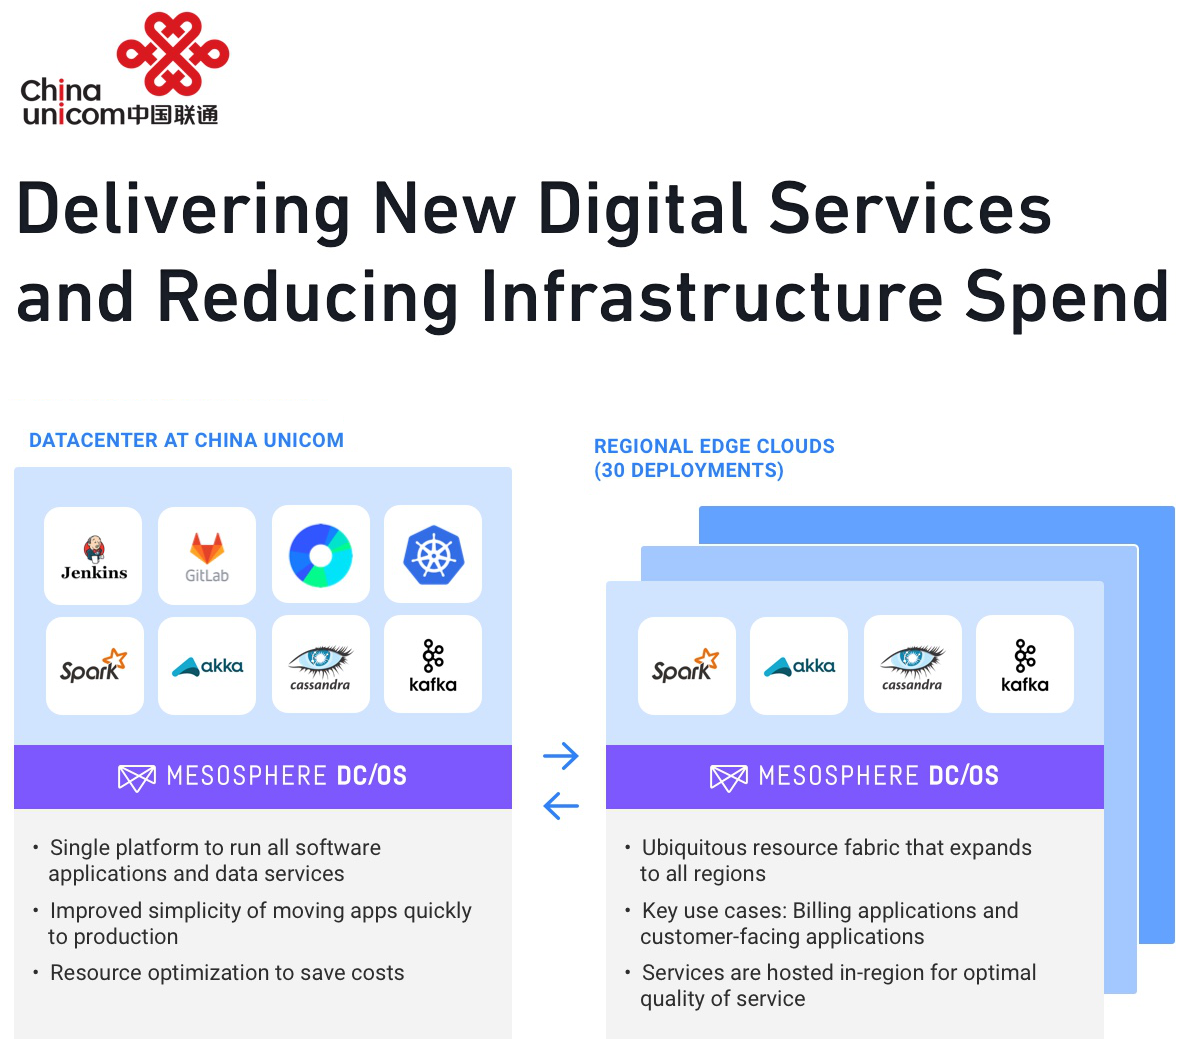 China
unicom中国联通
Delivering New Digital Services
and Reducing Infrastructure Spend
DATACENTER AT CHINA UNICOM
Jenkins
GitLab
Spark
akka
cassandra
kafka
MESOSPHERE DC/OS
• Single platform to run all software
applications and data services
• Improved simplicity of moving apps quickly
to production
• Resource optimization to save costs
REGIONAL EDGE CLOUDS
(30 DEPLOYMENTS)
Spark
akka
cassandra
kafka
MESOSPHERE DC/OS
• Ubiquitous resource fabric that expands
to all regions
• Key use cases: Billing applications and
customer-facing applications
• Services are hosted in-region for optimal
quality of service